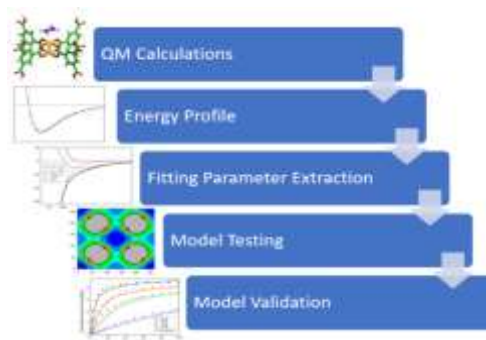 QM Calculations
Energy Profile
Fitting Parameter Extraction
Model Testing
Model Validation